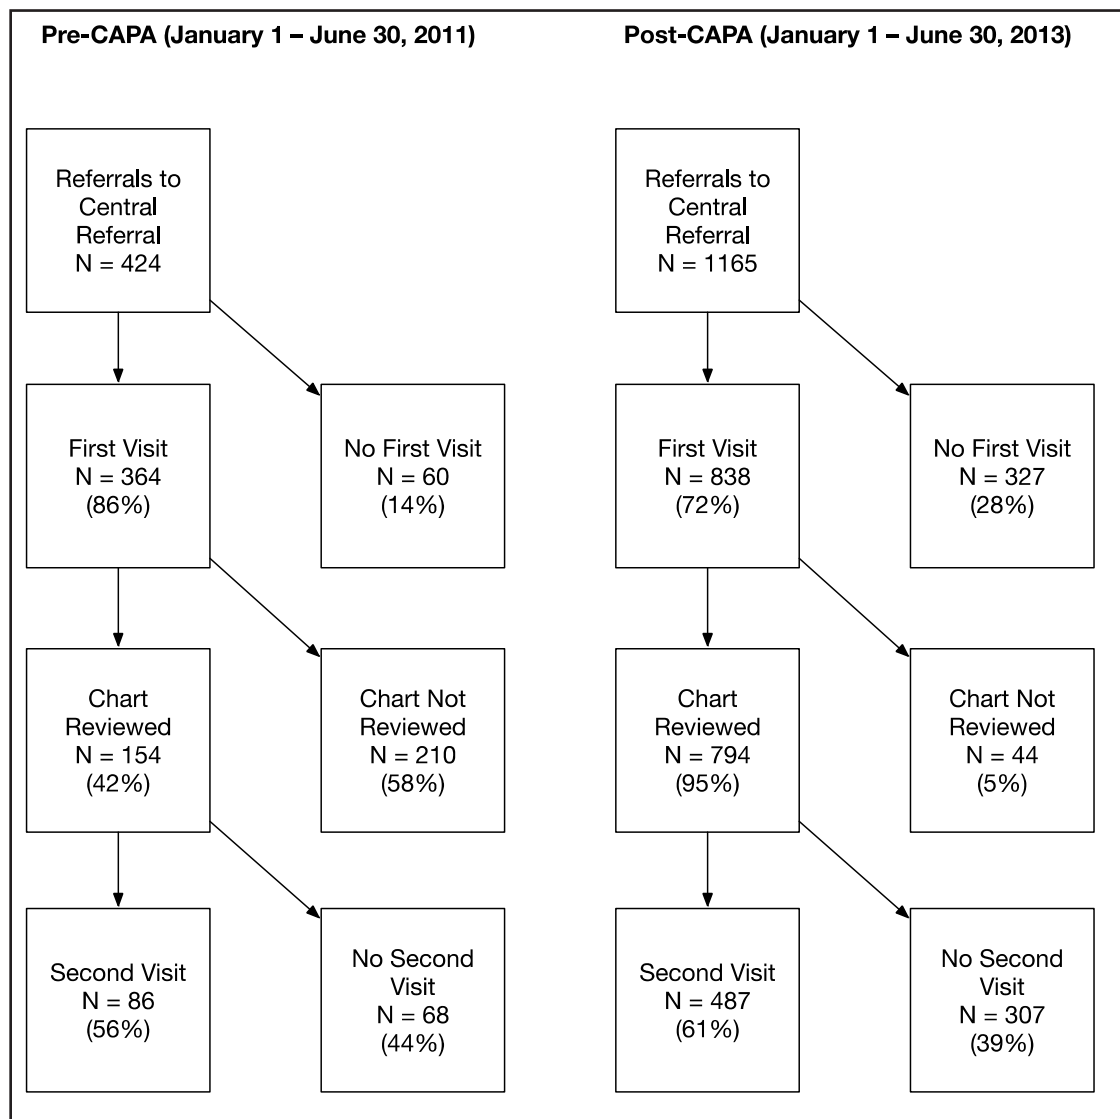 Pre-CAPA (January 1 – June 30, 2011)
Referrals to
Central
Referral
N = 424
First Visit
N = 364
(86%)
No First Visit
N = 60
(14%)
Chart
Reviewed
N = 154
(42%)
Chart Not
Reviewed
N = 210
(58%)
Second Visit
N = 86
(56%)
No Second
Visit
N = 68
(44%)
Post-CAPA (January 1 – June 30, 2013)
Referrals to
Central
Referral
N = 1165
First Visit
N = 838
(72%)
No First Visit
N = 327
(28%)
Chart
Reviewed
N = 794
(95%)
Chart Not
Reviewed
N = 44
(5%)
Second Visit
N = 487
(61%)
No Second
Visit
N = 307
(39%)